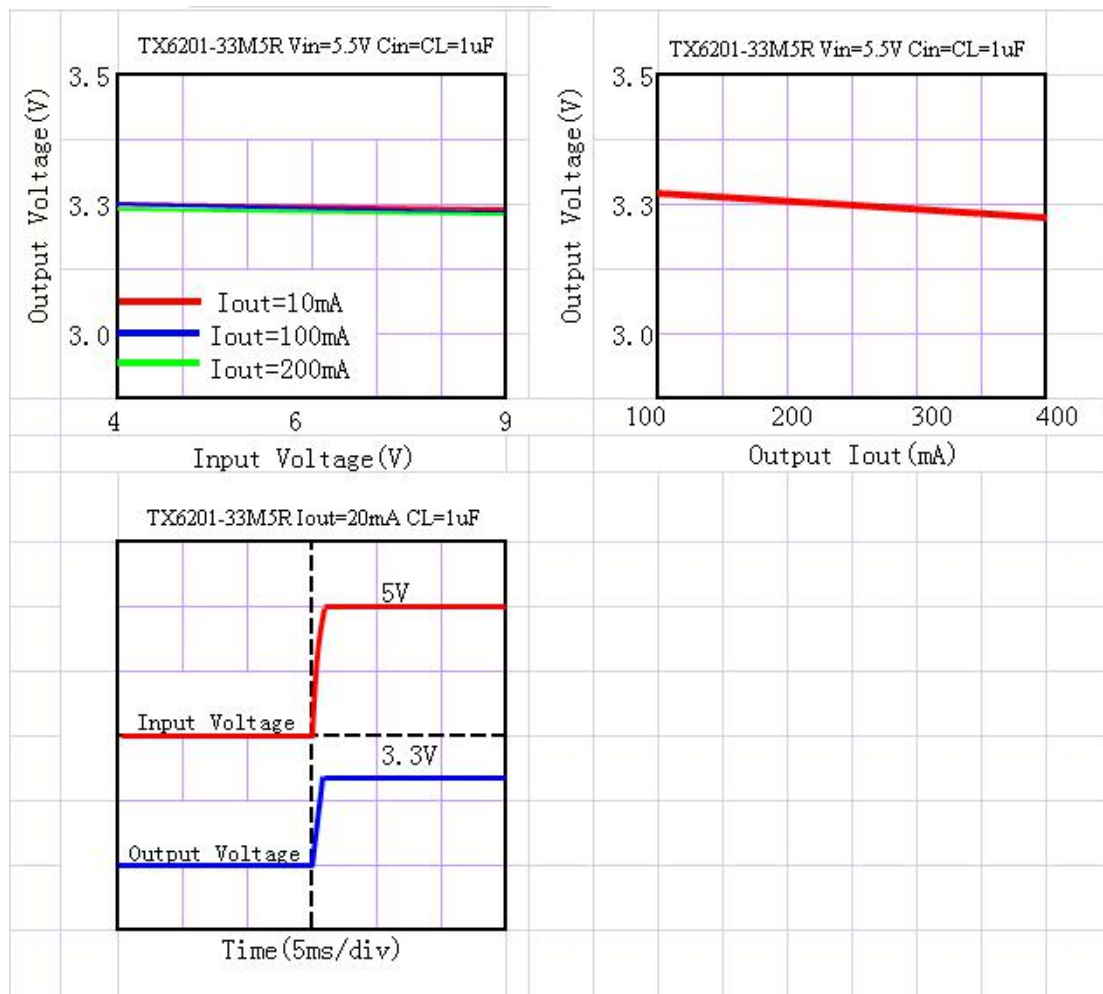 TX6201-33M5R Vin=5.5V Cin=CL=1uF
Output Voltage(V)
3.5
3.3
3.0
Iout=10mA
Iout=100mA
Iout=200mA
4 6 9
Input Voltage(V)
TX6201-33M5R Vin=5.5V Cin=CL=1uF
Output Voltage(V)
3.5
3.3
3.0
100 200 300 400
Output Iout(mA)
TX6201-33M5R Iout=20mA CL=1uF
5V
Input Voltage
3.3V
Output Voltage
Time(5ms/div)